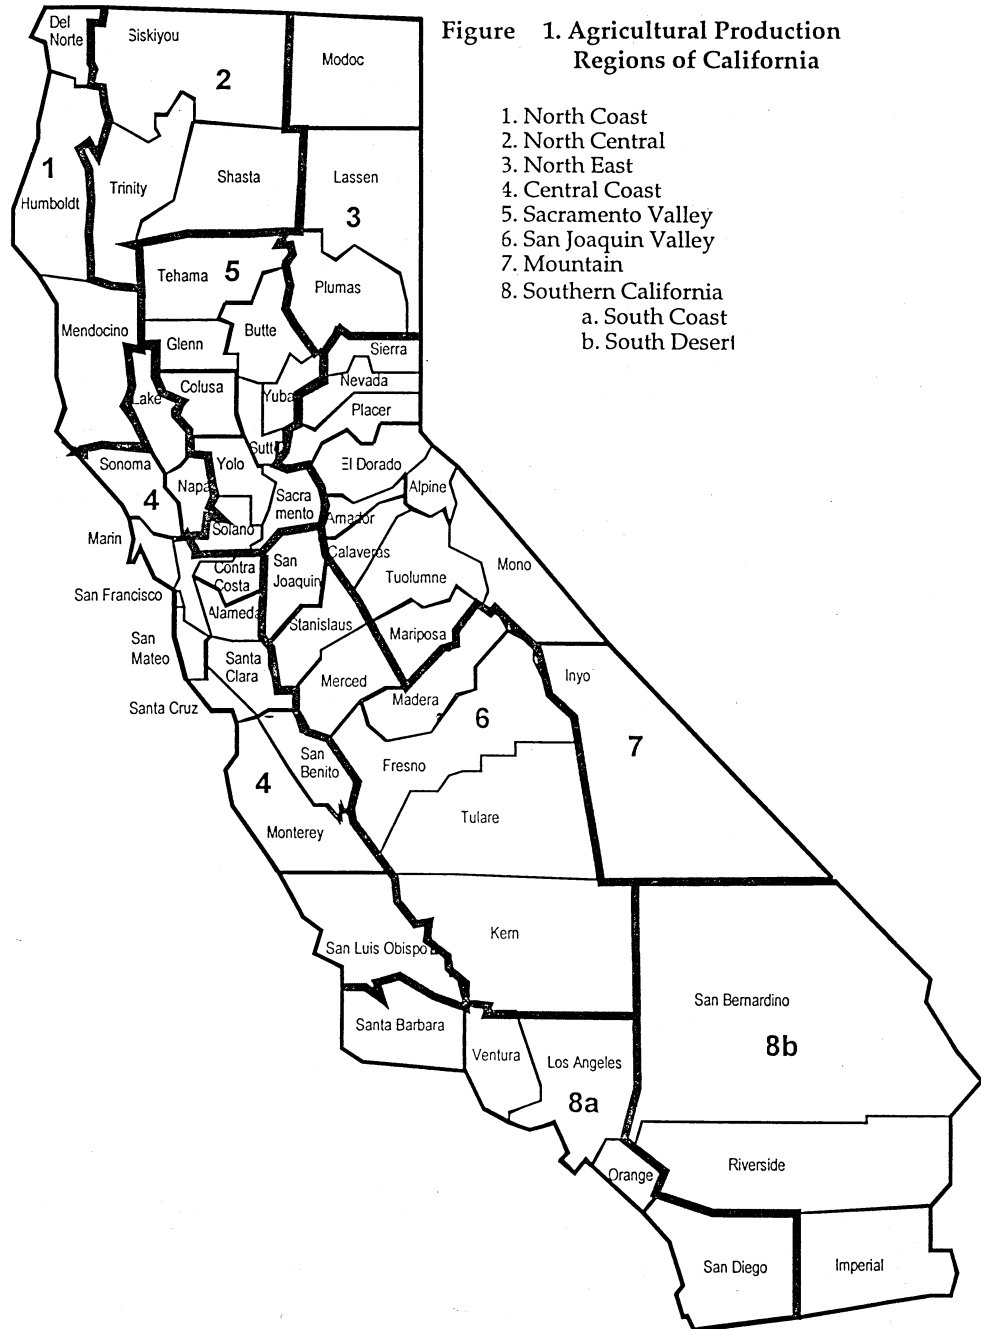 Figure 1. Agricultural Production
Regions of California
1. North Coast
2. North Central
3. North East
4. Central Coast
5. Sacramento Valley
6. San Joaquin Valley
7. Mountain
8. Southern California
a. South Coast
b. South Desert
Del
Norte
Siskiyou
2
Modoc
1
Humboldt
Trinity
Shasta
Lassen
3
Tehama
5
Plumas
Mendocino
Glenn
Butte
Sierra
Lake
Colusa
Yuba
Nevada
Placer
Sonoma
Napa
Yolo
Sutt
El Dorado
4
Sacra
mento
Alpine
Marin
Solano
Amador
Contra
Costa
San
Joaquin
Calaveras
Mono
San Francisco
Alameda
Tuolumne
Stanislaus
San
Mateo
Santa
Clara
Mariposa
Merced
Inyo
Santa Cruz
Madera
6
7
San
Benito
Fresno
4
Monterey
Tulare
San Luis Obispo
Kern
Santa Barbara
San Bernardino
Ventura
Los Angeles
8b
8a
Orange
Riverside
San Diego
Imperial